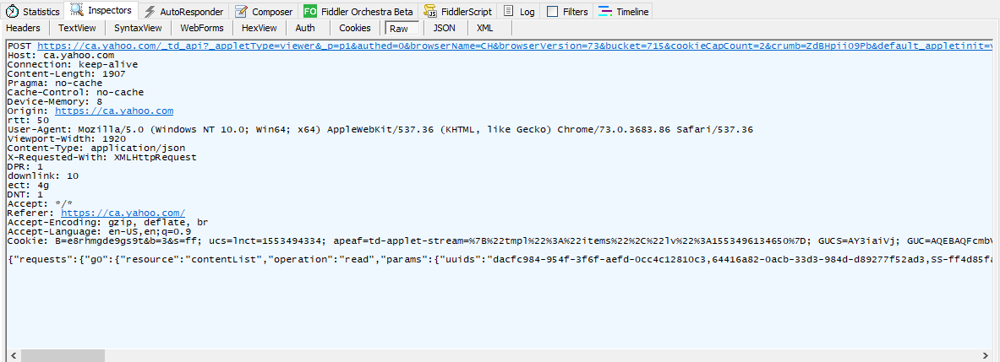 Statistics Inspectors AutoResponder Composer FO Fiddler Orchestra Beta FiddlerScript Log Filters Timeline
Headers TextView SyntaxView WebForms HexView Auth Cookies Raw JSON XML
POST https://ca.yahoo.com/_td_api?_appletType=viewer&_p=p1&authed=0&browserName=CH&browserVersion=73&bucket=715&cookieCapCount=2&crumb=ZdBHpii09Pb&default_appletinit=v
Host: ca.yahoo.com
Connection: keep-alive
Content-Length: 1907
Pragma: no-cache
Cache-Control: no-cache
Device-Memory: 8
Origin: https://ca.yahoo.com
rtt: 50
User-Agent: Mozilla/5.0 (Windows NT 10.0; Win64; x64) AppleWebKit/537.36 (KHTML, like Gecko) Chrome/73.0.3683.86 Safari/537.36
Viewport-Width: 1920
Content-Type: application/json
X-Requested-With: XMLHttpRequest
DPR: 1
downlink: 10
ect: 4g
DNT: 1
Accept: */*
Referer: https://ca.yahoo.com/
Accept-Encoding: gzip, deflate, br
Accept-Language: en-US,en;q=0.9
Cookie: B=e8rhmgde9gs9t&b=3&s=ff; ucs=lnct=1553494334; apeaf=td-applet-stream=%7B%22tmpl%22%3A%22items%22%2C%22lv%22%3A1553496134650%7D; GUCS=AY3iaiVj; GUC=AQEBAQFcmbV
{"requests":{"g0":{"resource":"contentList","operation":"read","params":{"uuids":"dacfc984-954f-3f6f-aefd-0cc4c12810c3,64416a82-0acb-33d3-984d-d89277f52ad3,SS-ff4d85fa